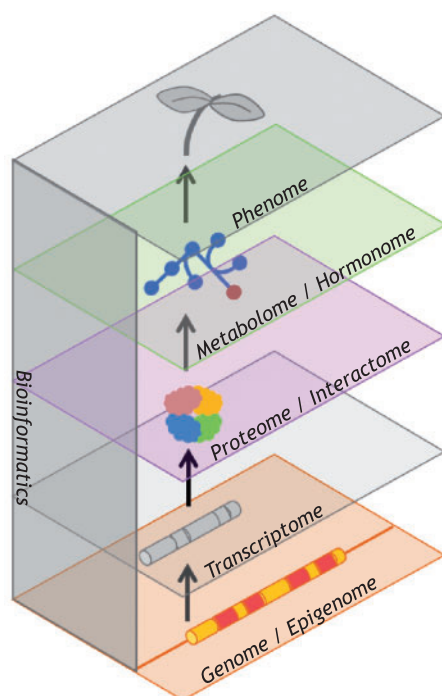 Phenome
Metabolome / Hormonome
Proteome / Interactome
Transcriptome
Genome / Epigenome
Bioinformatics